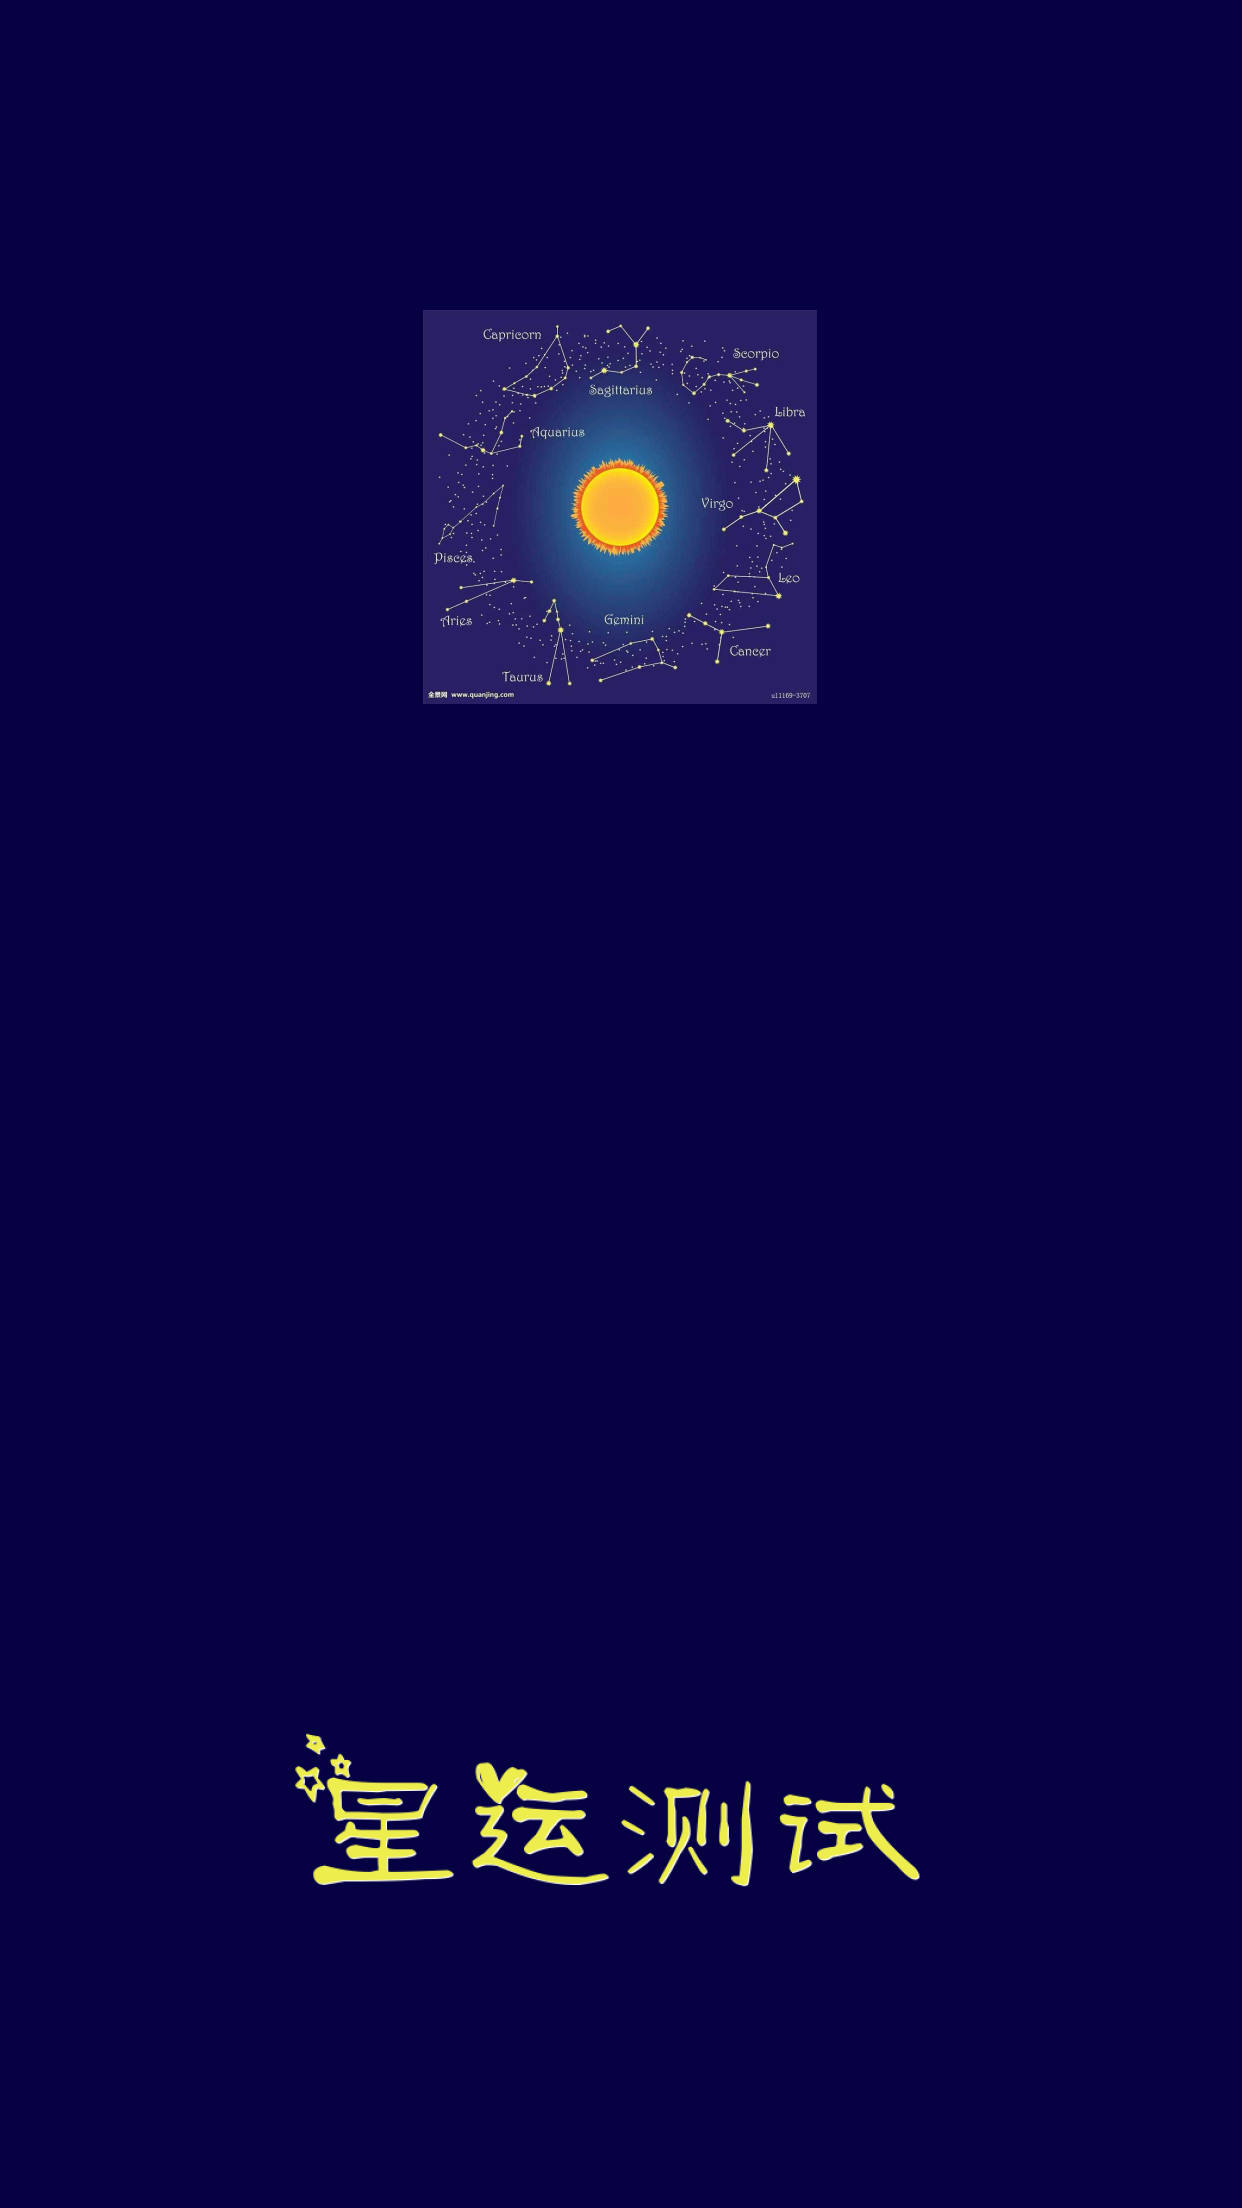 Capricorn
Scorpio
Sagittarius
Libra
Aquarius
Virgo
Pisces
Leo
Aries
Gemini
Cancer
Taurus
全景网 www.quanjing.com
u11169-3707
星运测试